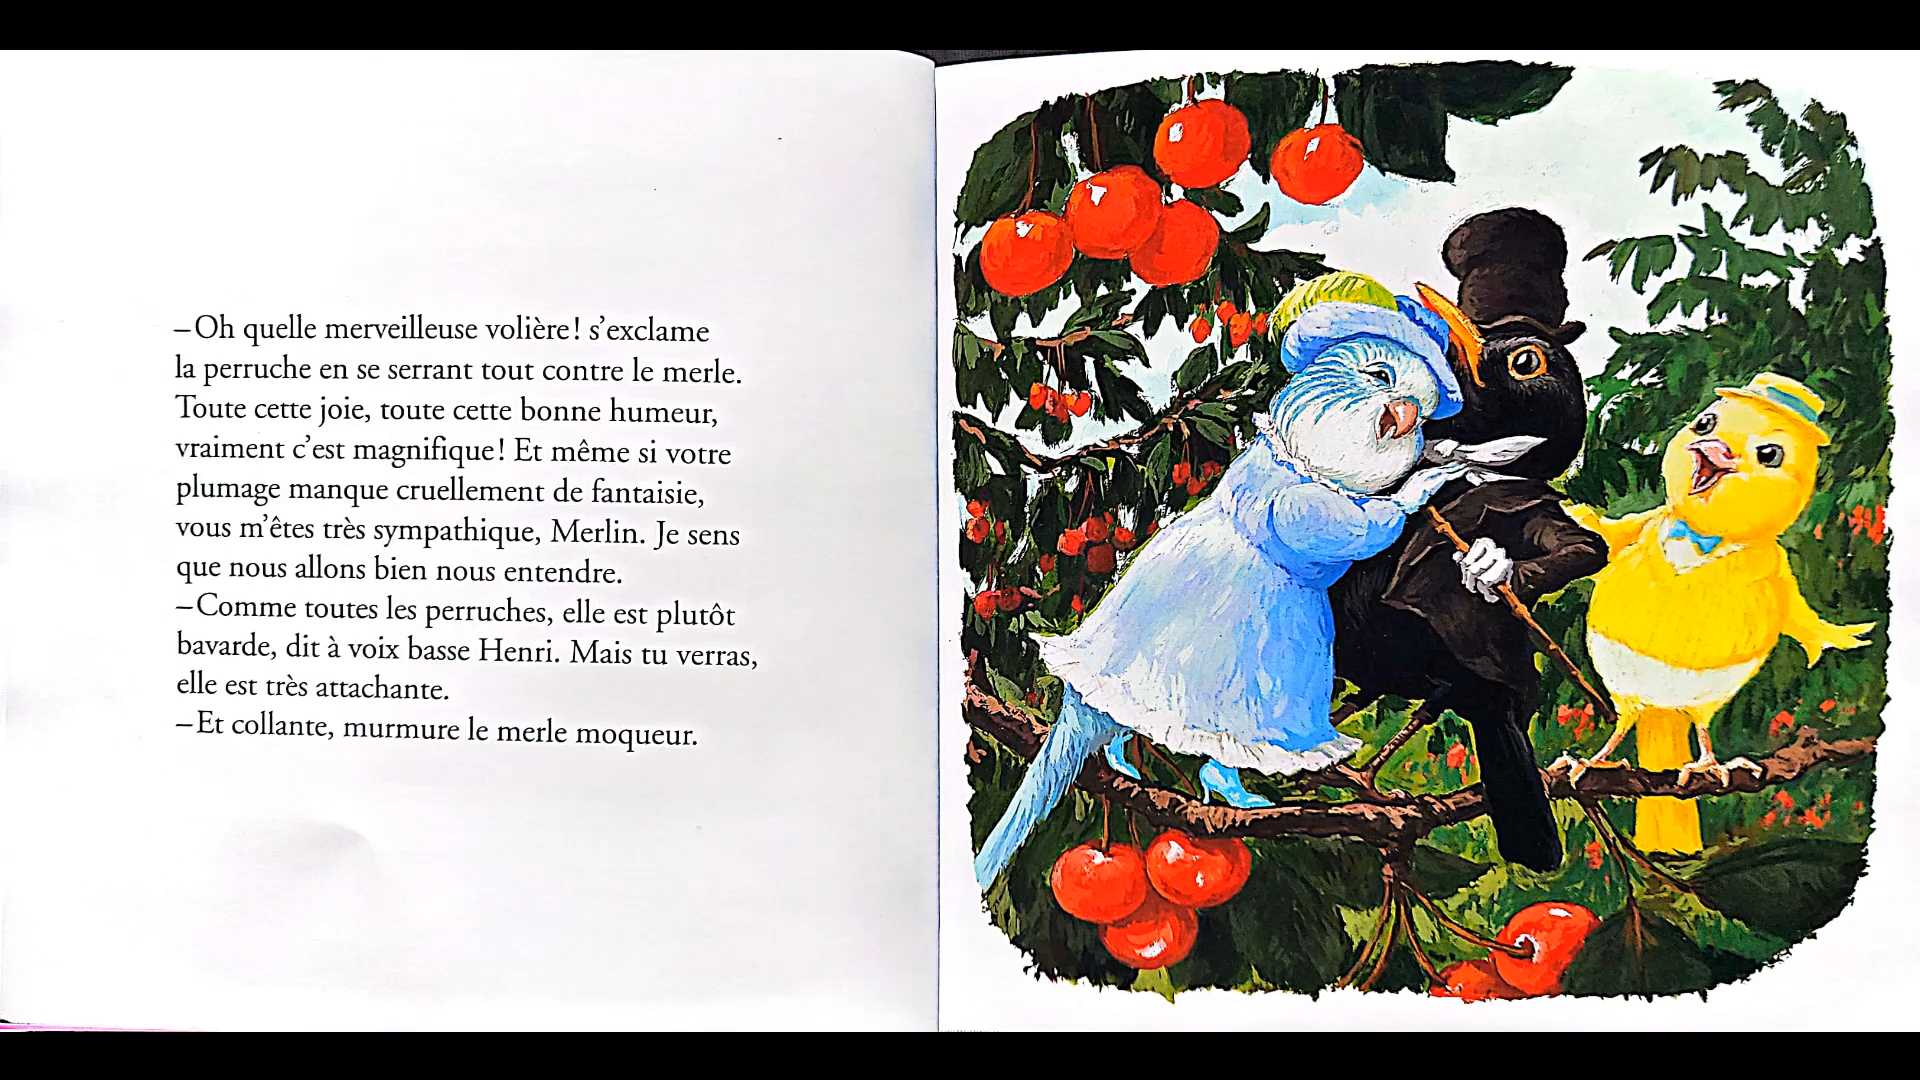 –Oh quelle merveilleuse volière! s’exclame
la perruche en se serrant tout contre le merle.
Toute cette joie, toute cette bonne humeur,
vraiment c’est magnifique! Et même si votre
plumage manque cruellement de fantaisie,
vous m’êtes très sympathique, Merlin. Je sens
que nous allons bien nous entendre.
–Comme toutes les perruches, elle est plutôt
bavarde, dit à voix basse Henri. Mais tu verras,
elle est très attachante.
–Et collante, murmure le merle moqueur.